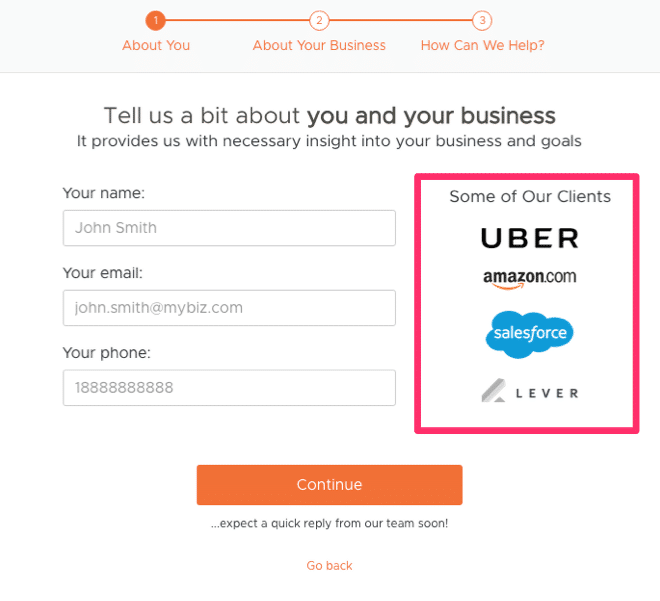 1 2 3
About You About Your Business How Can We Help?
Tell us a bit about you and your business
It provides us with necessary insight into your business and goals
Your name:
John Smith
Your email:
john.smith@mybiz.com
Your phone:
18888888888
Some of Our Clients
UBER
amazon.com
salesforce
LEVER
Continue
...expect a quick reply from our team soon!
Go back